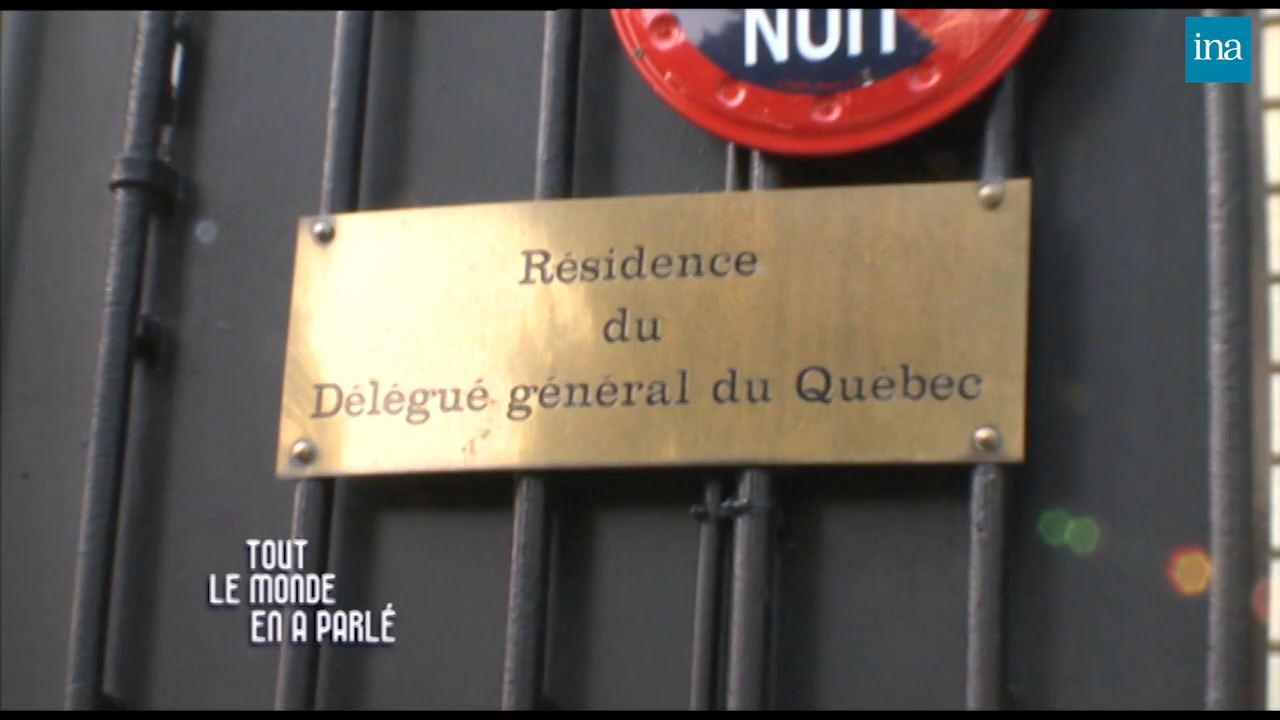 NUIT
ina
Résidence
du
Délégué général du Québec
TOUT
LE MONDE
EN A PARLÉ